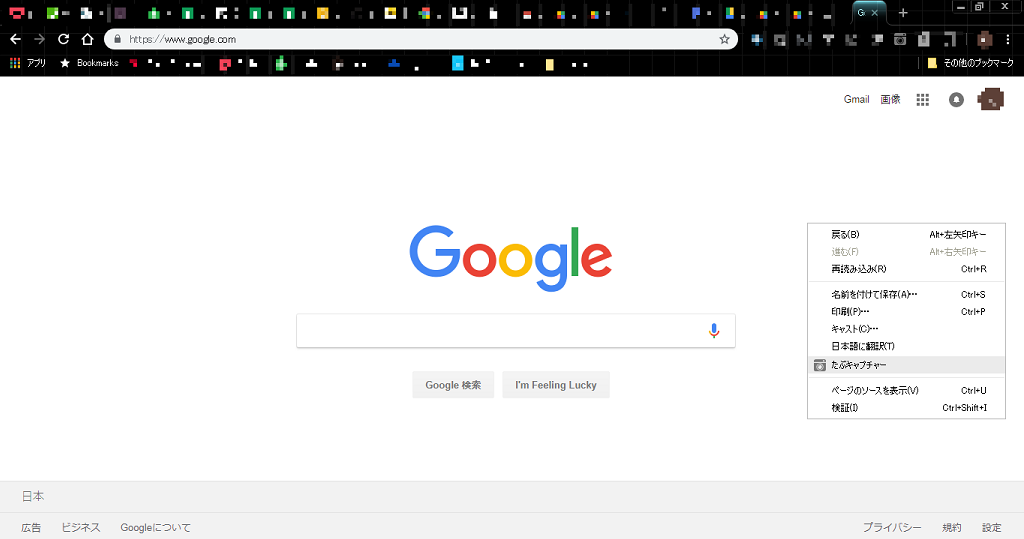 G
https://www.google.com
アプリ Bookmarks その他のブックマーク
Gmail 画像
Google
戻る(B) Alt+左矢印キー
進む(F) Alt+右矢印キー
再読み込み(R) Ctrl+R
名前を付けて保存(A)… Ctrl+S
印刷(P)… Ctrl+P
キャスト(C)…
日本語に翻訳(T)
たぶキャプチャー
ページのソースを表示(V) Ctrl+U
検証(I) Ctrl+Shift+I
Google 検索 I'm Feeling Lucky
日本
広告 ビジネス Googleについて プライバシー 規約 設定